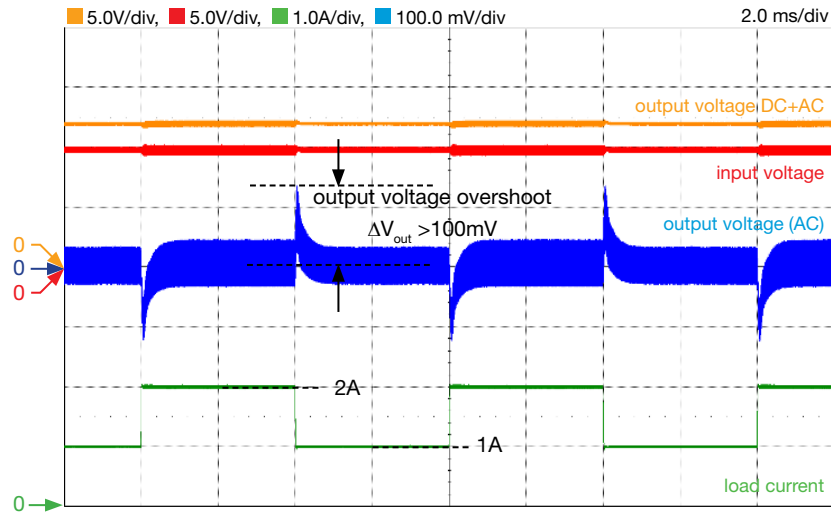 5.0V/div, 5.0V/div, 1.0A/div, 100.0 mV/div 2.0 ms/div
output voltage DC+AC
input voltage
output voltage overshoot
output voltage (AC)
ΔVout >100mV
0
0
0
2A
1A
load current
0